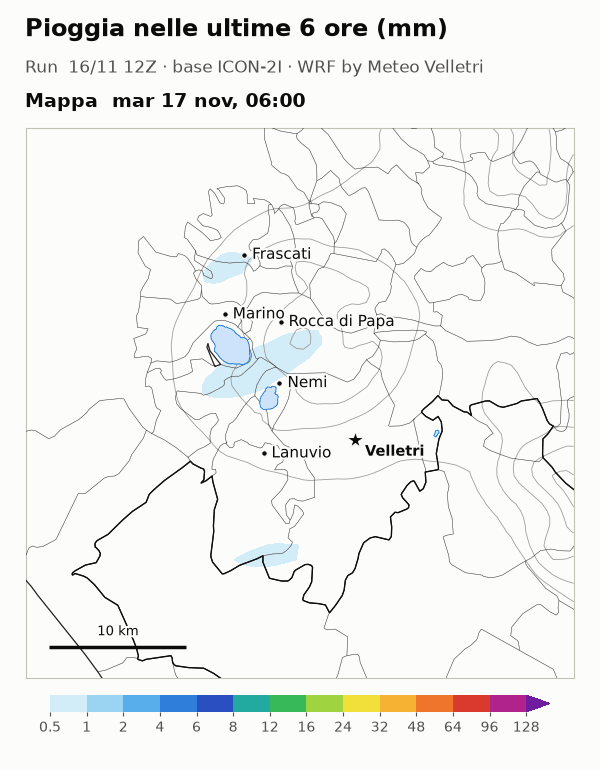 Pioggia nelle ultime 6 ore (mm)
Run  16/11 12Z · base ICON-2I · WRF by Meteo Velletri
Mappa  mar 17 nov, 06:00
Frascati
Marino
Rocca di Papa
Nemi
Velletri
Lanuvio
10 km
0.5 1 2 4 6 8 12 16 24 32 48 64 96 128